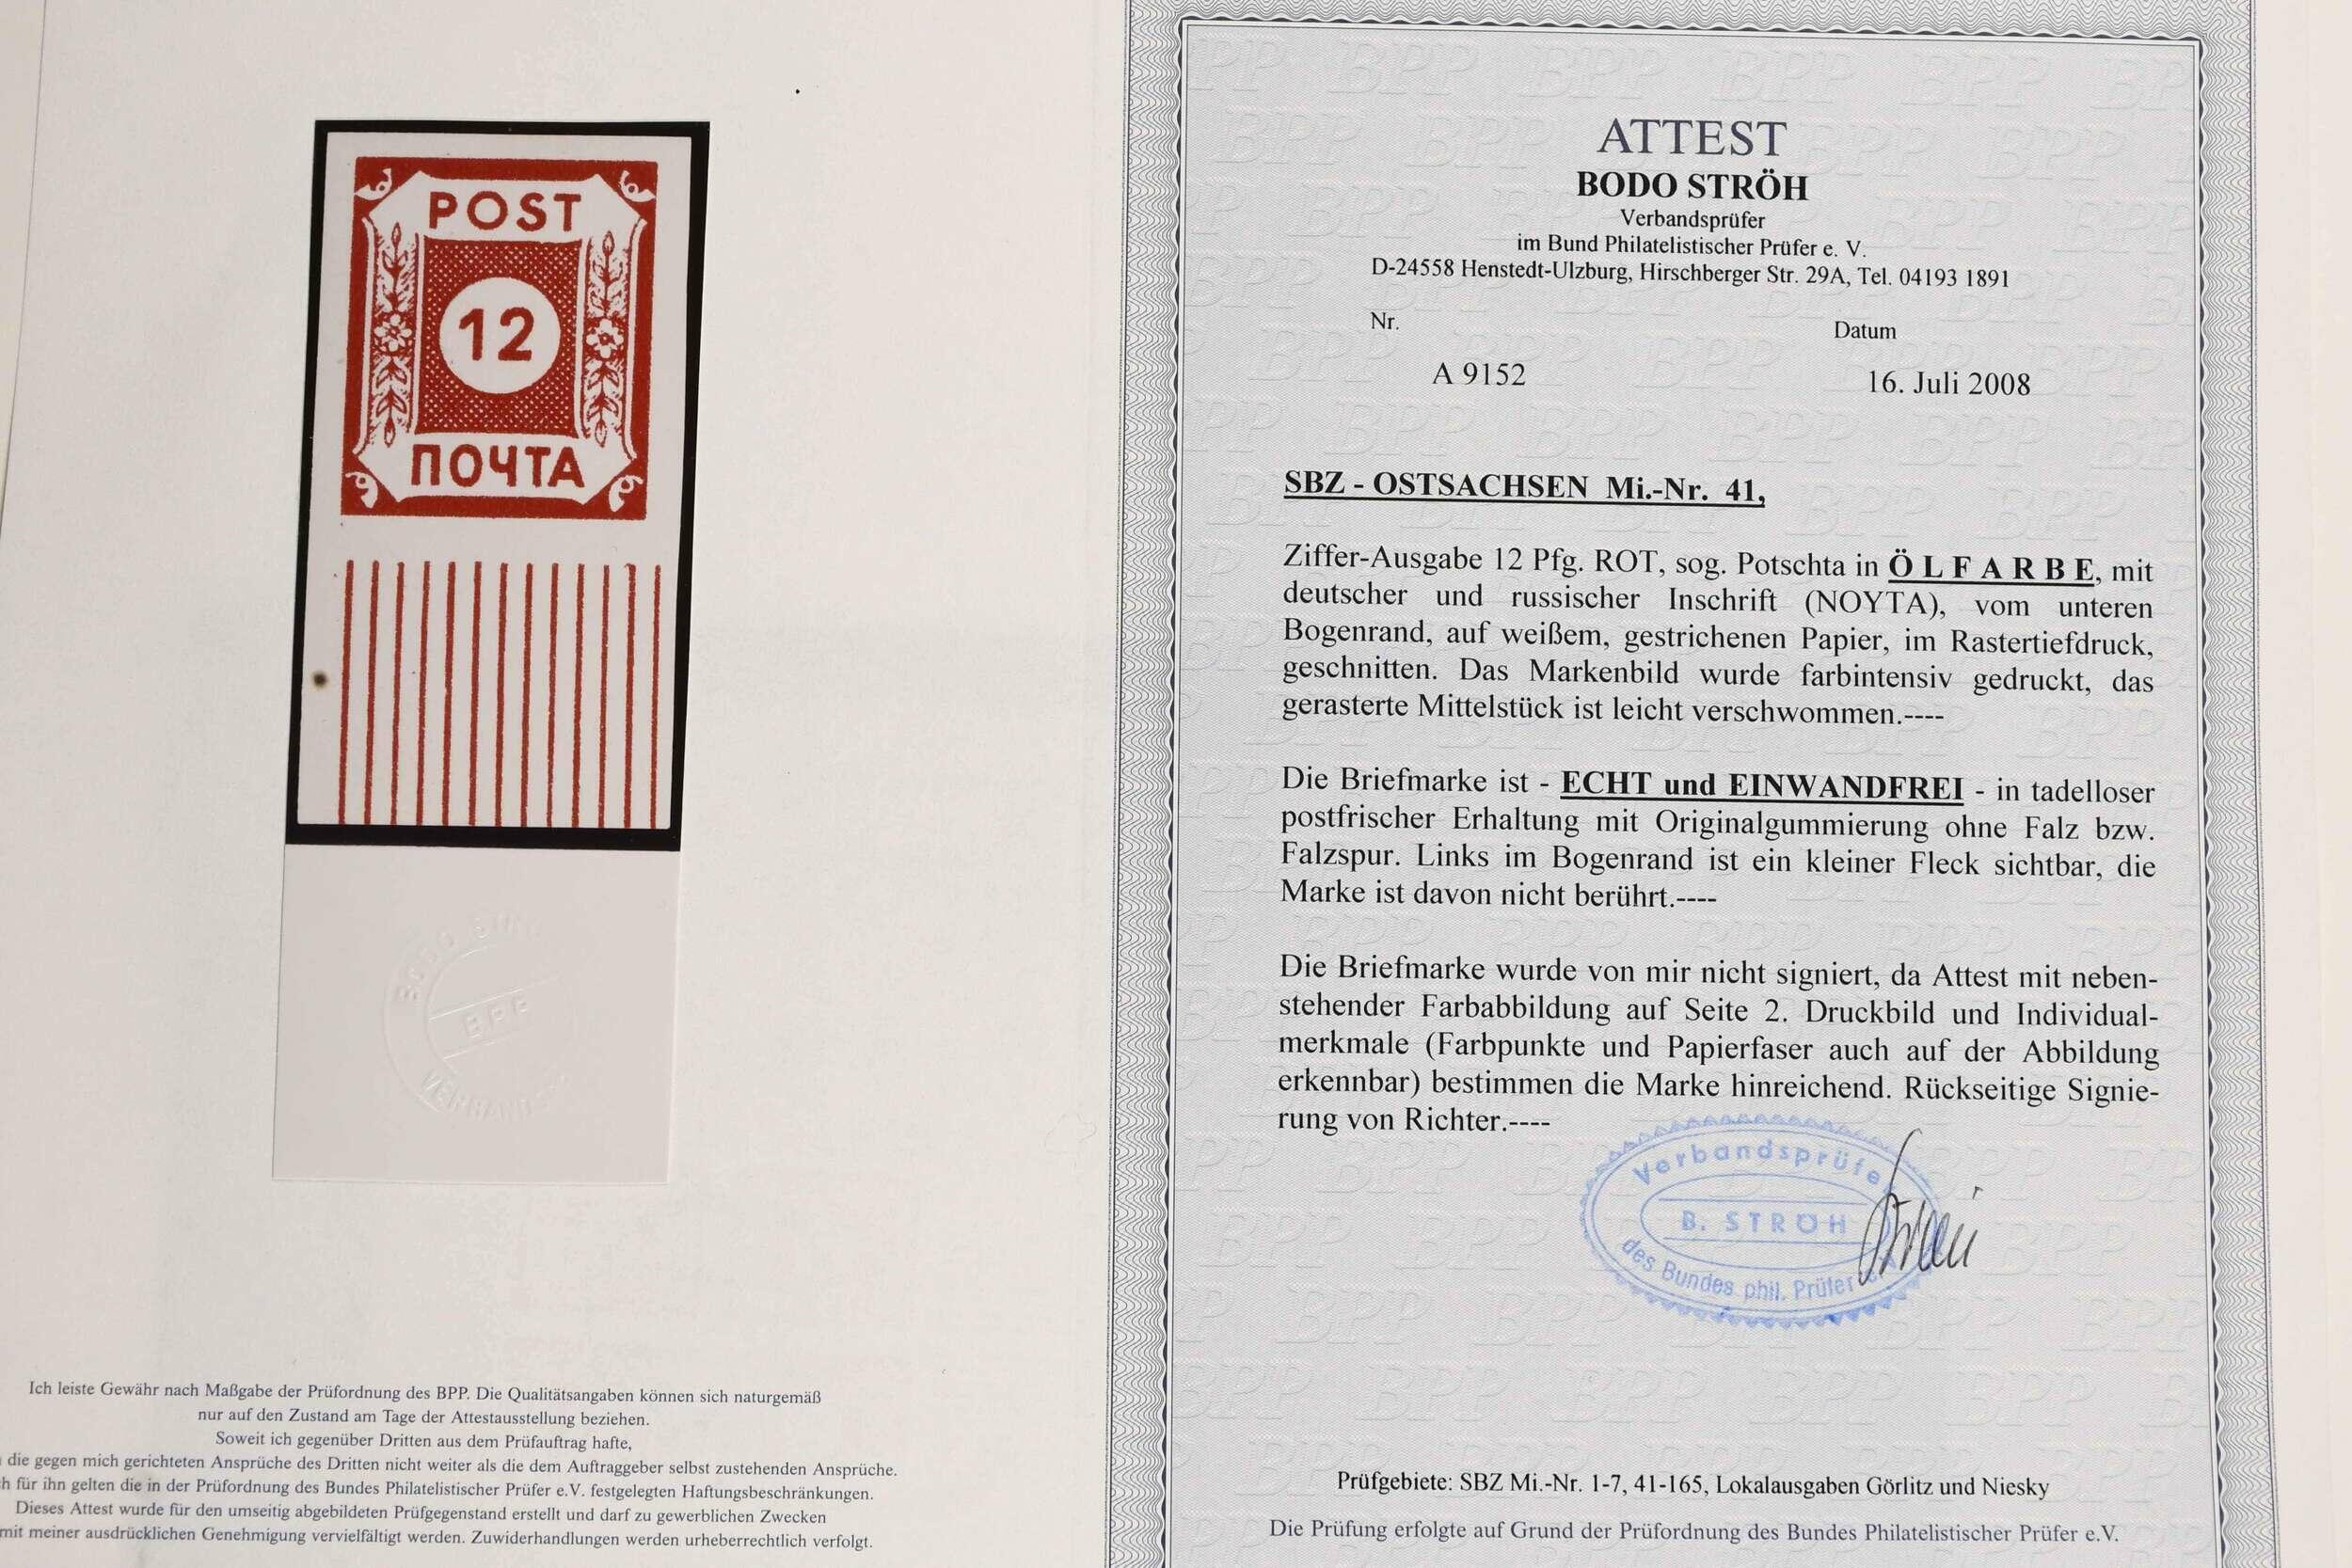 POST
12
ПОЧТА
BODO
BPP
Ich leiste Gewähr nach Maßgabe der Prüfordnung des BPP. Die Qualitätsangaben können sich naturgemäß
nur auf den Zustand am Tage der Attestausstellung beziehen.
Soweit ich gegenüber Dritten aus dem Prüfauftrag hafte,
die gegen mich gerichteten Ansprüche des Dritten nicht weiter als die dem Auftraggeber selbst zustehenden Ansprüche.
für ihn gelten die in der Prüfordnung des Bundes Philatelistischer Prüfer e.V. festgelegten Haftungsbeschränkungen.
Dieses Attest wurde für den umseitig abgebildeten Prüfgegenstand erstellt und darf zu gewerblichen Zwecken
mit meiner ausdrücklichen Genehmigung vervielfältigt werden. Zuwiderhandlungen werden urheberrechtlich verfolgt.
ATTEST
BODO STRÖH
Verbandsprüfer
im Bund Philatelistischer Prüfer e. V.
D-24558 Henstedt-Ulzburg, Hirschberger Str. 29A, Tel. 04193 1891
Nr. Datum
A 9152 16. Juli 2008
SBZ - OSTSACHSEN Mi.-Nr. 41,
Ziffer-Ausgabe 12 Pfg. ROT, sog. Potschta in Ö L F A R B E, mit
deutscher und russischer Inschrift (NOYTA), vom unteren
Bogenrand, auf weißem, gestrichenen Papier, im Rastertiefdruck,
geschnitten. Das Markenbild wurde farbintensiv gedruckt, das
gerasterte Mittelstück ist leicht verschwommen.----
Die Briefmarke ist - ECHT und EINWANDFREI - in tadelloser
postfrischer Erhaltung mit Originalgummierung ohne Falz bzw.
Falzspur. Links im Bogenrand ist ein kleiner Fleck sichtbar, die
Marke ist davon nicht berührt.----
Die Briefmarke wurde von mir nicht signiert, da Attest mit neben-
stehender Farbabbildung auf Seite 2. Druckbild und Individual-
merkmale (Farbpunkte und Papierfaser auch auf der Abbildung
erkennbar) bestimmen die Marke hinreichend. Rückseitige Signie-
rung von Richter.----
Verbandsprüfer
B. STRÖH
des Bundes phil. Prüfer
Prüfgebiete: SBZ Mi.-Nr. 1-7, 41-165, Lokalausgaben Görlitz und Niesky
Die Prüfung erfolgte auf Grund der Prüfordnung des Bundes Philatelistischer Prüfer e.V.